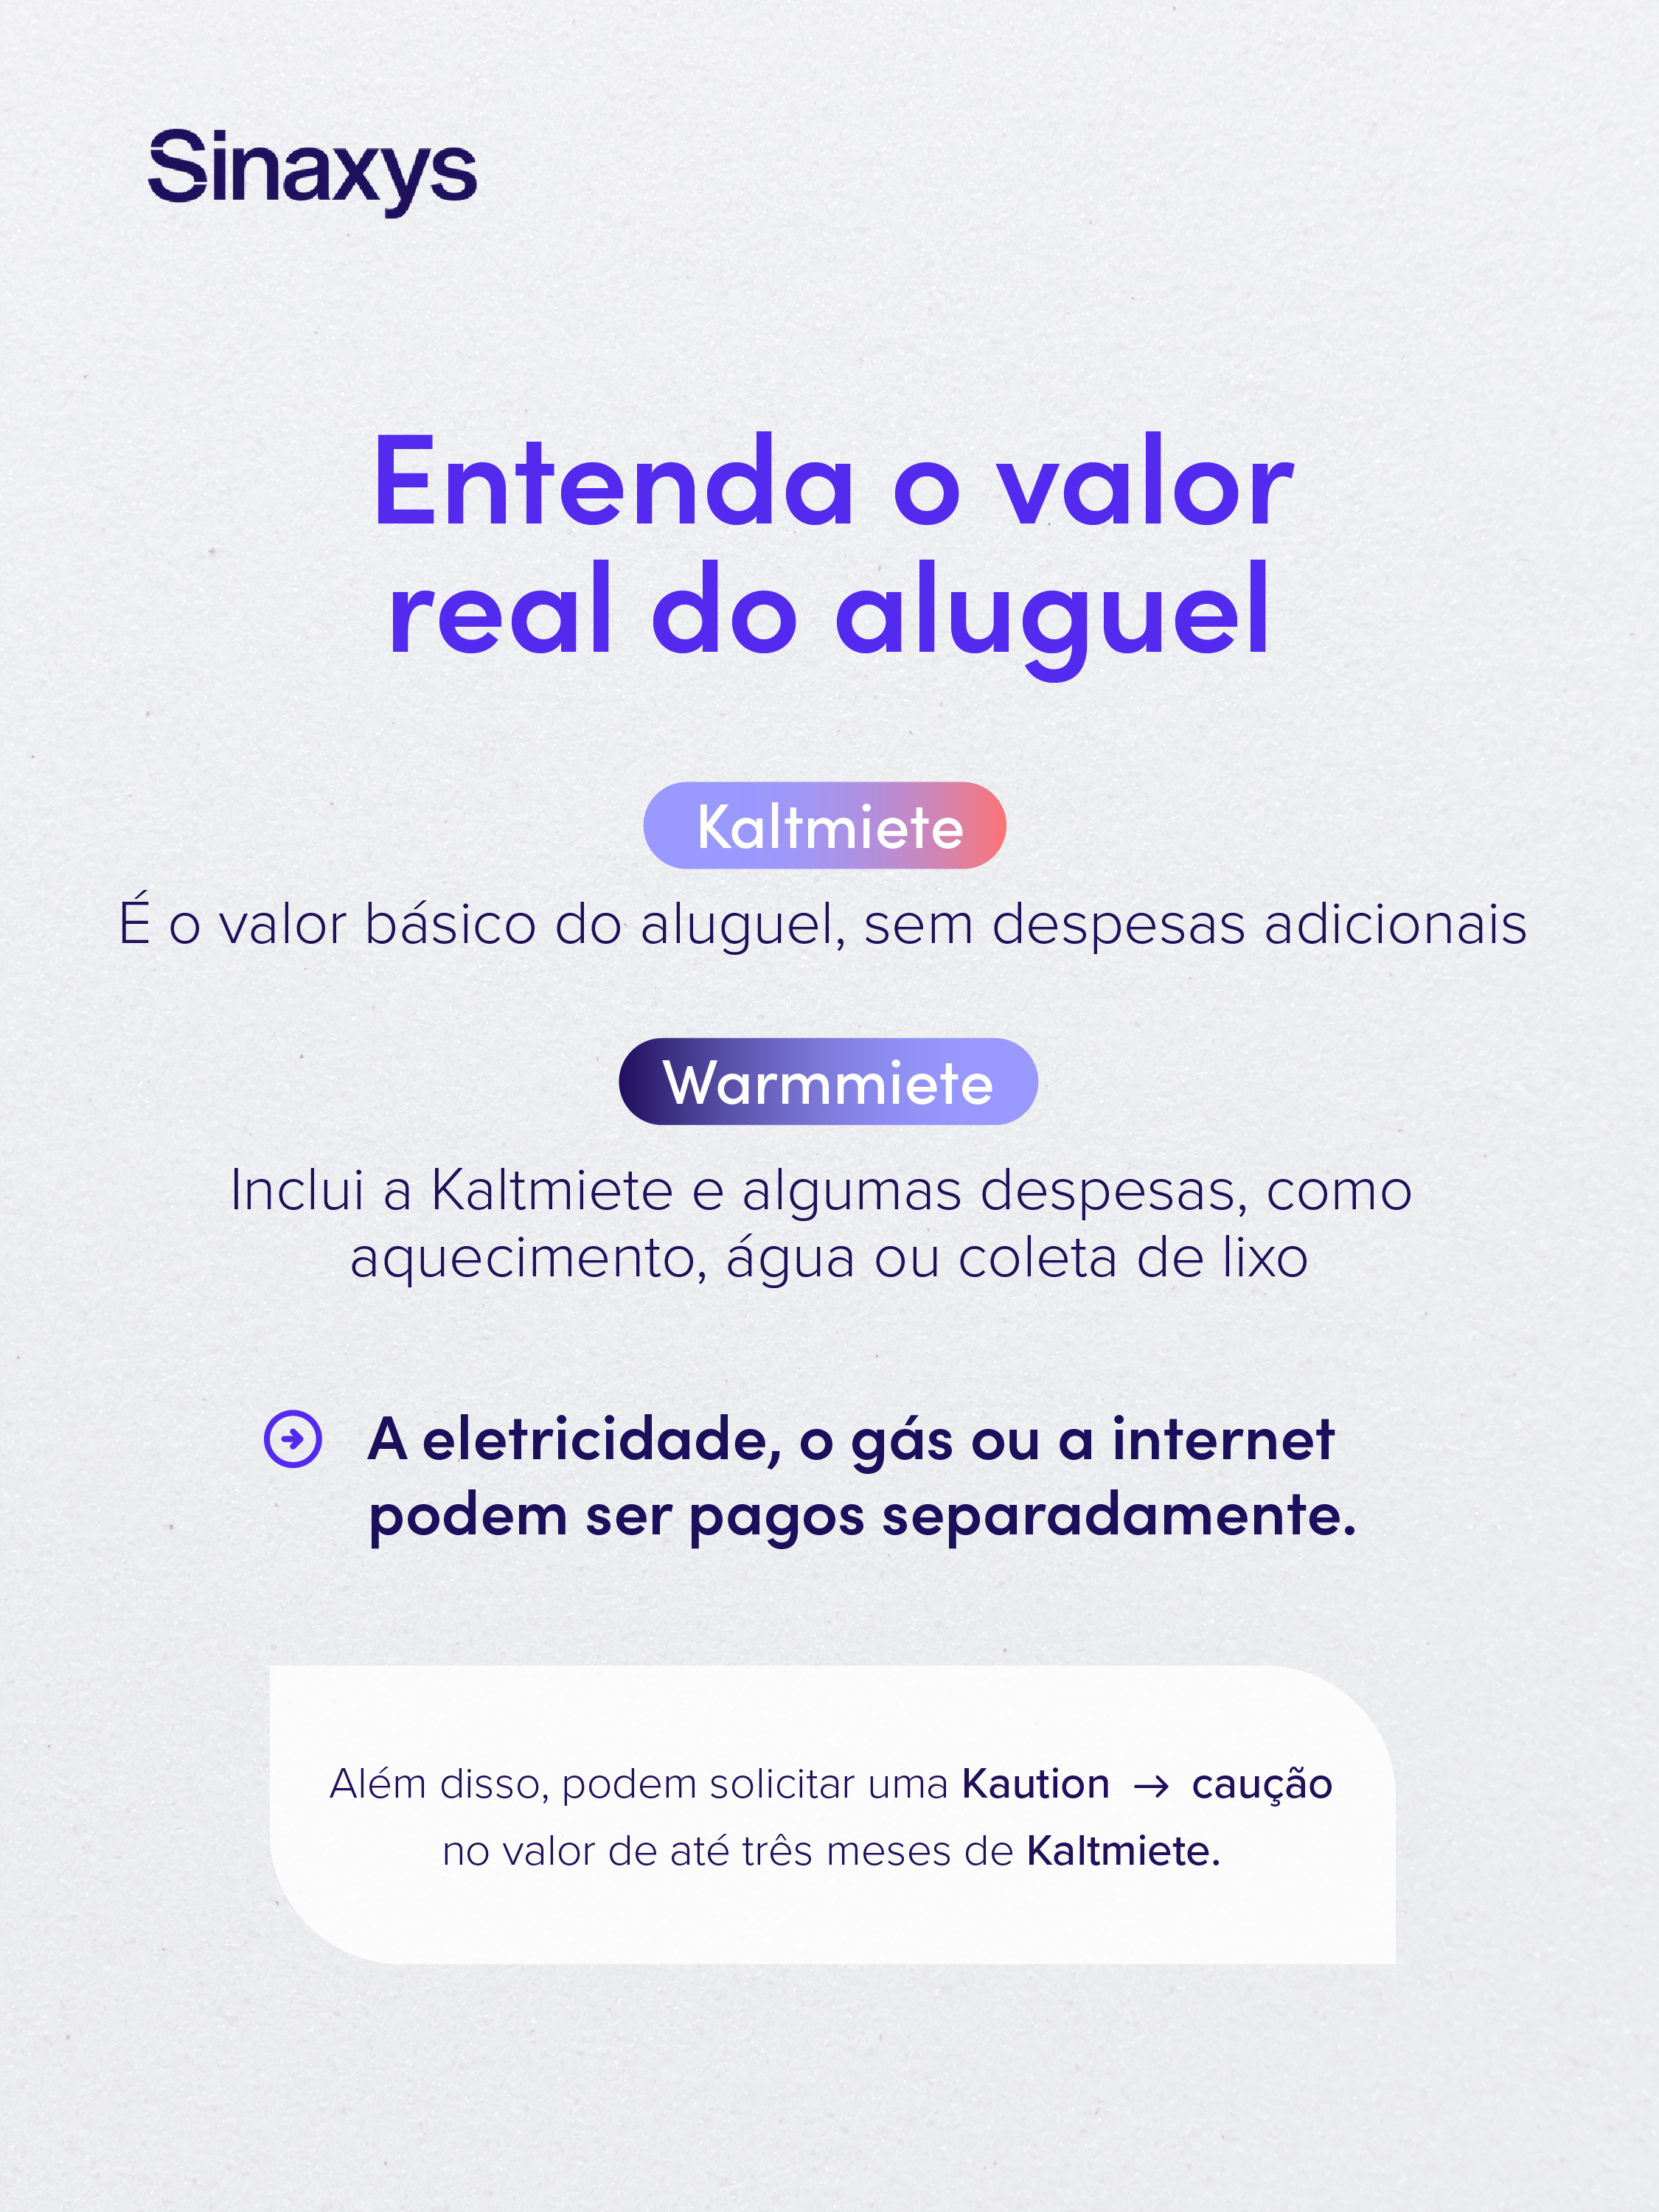 Sinaxys
Entenda o valor
real do aluguel
Kaltmiete
É o valor básico do aluguel, sem despesas adicionais
Warmmiete
Inclui a Kaltmiete e algumas despesas, como
aquecimento, água ou coleta de lixo
A eletricidade, o gás ou a internet
podem ser pagos separadamente.
Além disso, podem solicitar uma Kaution → caução
no valor de até três meses de Kaltmiete.